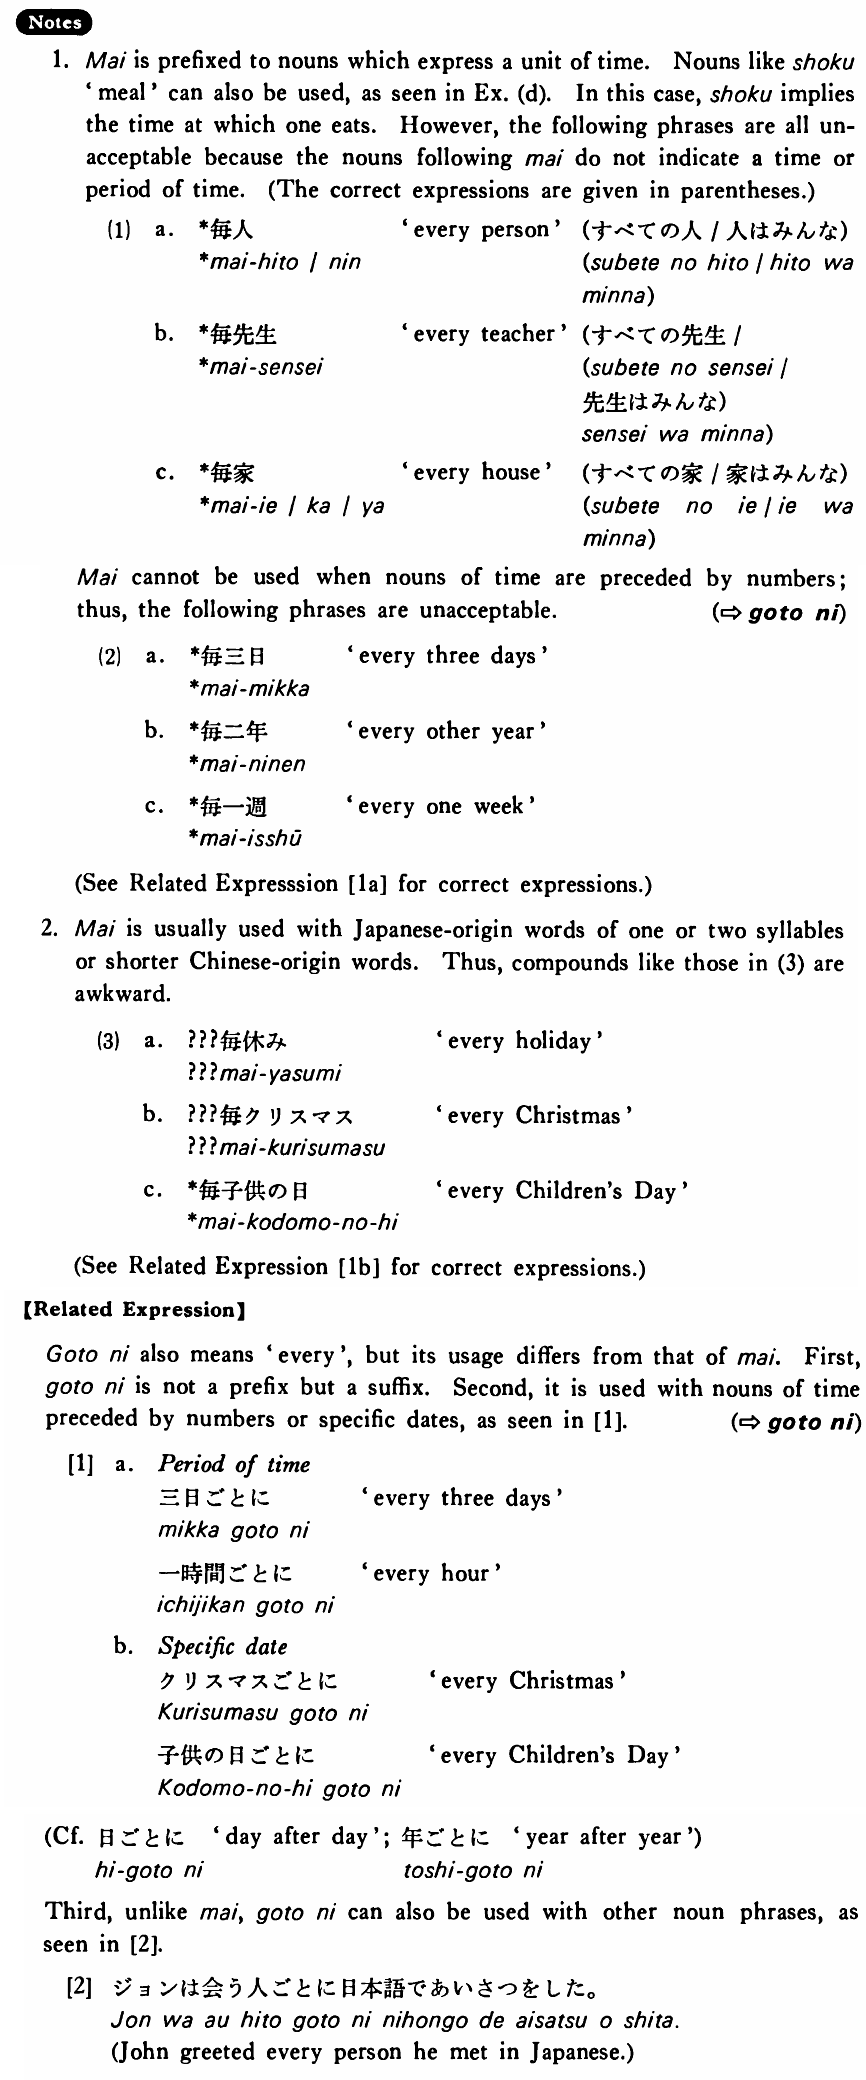 Notes
1. Mai is prefixed to nouns which express a unit of time. Nouns like shoku
'meal' can also be used, as seen in Ex. (d). In this case, shoku implies
the time at which one eats. However, the following phrases are all un-
acceptable because the nouns following mai do not indicate a time or
period of time. (The correct expressions are given in parentheses.)
(1) a. *毎人 'every person' (すべての人 / 人はみんな)
*mai-hito / nin (subete no hito / hito wa
minna)
b. *毎先生 'every teacher' (すべての先生 /
*mai-sensei (subete no sensei /
先生はみんな)
sensei wa minna)
c. *毎家 'every house' (すべての家 / 家はみんな)
*mai-ie / ka / ya (subete no ie / ie wa
minna)
Mai cannot be used when nouns of time are preceded by numbers;
thus, the following phrases are unacceptable. (⇨ goto ni)
(2) a. *毎三日 'every three days'
*mai-mikka
b. *毎二年 'every other year'
*mai-ninen
c. *毎一週 'every one week'
*mai-isshū
(See Related Expresssion [1a] for correct expressions.)
2. Mai is usually used with Japanese-origin words of one or two syllables
or shorter Chinese-origin words. Thus, compounds like those in (3) are
awkward.
(3) a. ???毎休み 'every holiday'
???mai-yasumi
b. ???毎クリスマス 'every Christmas'
???mai-kurisumasu
c. *毎子供の日 'every Children's Day'
*mai-kodomo-no-hi
(See Related Expression [1b] for correct expressions.)
【Related Expression】
Goto ni also means 'every', but its usage differs from that of mai. First,
goto ni is not a prefix but a suffix. Second, it is used with nouns of time
preceded by numbers or specific dates, as seen in [1]. (⇨ goto ni)
[1] a. Period of time
三日ごとに 'every three days'
mikka goto ni
一時間ごとに 'every hour'
ichijikan goto ni
b. Specific date
クリスマスごとに 'every Christmas'
Kurisumasu goto ni
子供の日ごとに 'every Children's Day'
Kodomo-no-hi goto ni
(Cf. 日ごとに 'day after day'; 年ごとに 'year after year')
hi-goto ni toshi-goto ni
Third, unlike mai, goto ni can also be used with other noun phrases, as
seen in [2].
[2] ジョンは会う人ごとに日本語であいさつをした。
Jon wa au hito goto ni nihongo de aisatsu o shita.
(John greeted every person he met in Japanese.)